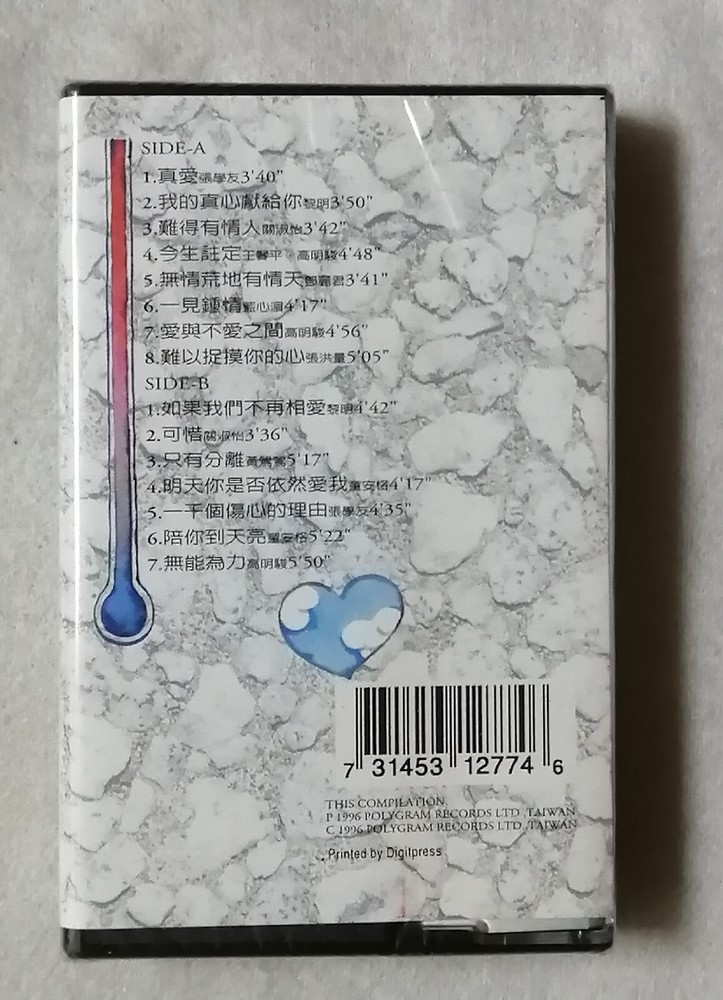 SIDE-A
1.真愛張學友3'40"
2.我的真心獻給你黎明3'50"
3.難得有情人關淑怡3'42"
4.今生註定王馨平、高明駿4'48"
5.無情荒地有情天鄧麗君3'41"
6.一見鍾情藍心湄4'17"
7.愛與不愛之間高明駿4'56"
8.難以捉摸你的心張洪量5'05"
SIDE-B
1.如果我們不再相愛黎明4'42"
2.可惜關淑怡3'36"
3.只有分離黃鶯鶯5'17"
4.明天你是否依然愛我童安格4'17"
5.一千個傷心的理由張學友4'35"
6.陪你到天亮童安格5'22"
7.無能為力高明駿5'50"
7 31453 12774 6
THIS COMPILATION
P 1996 POLYGRAM RECORDS LTD .,TAIWAN
C 1996 POLYGRAM RECORDS LTD .,TAIWAN
Printed by Digitpress